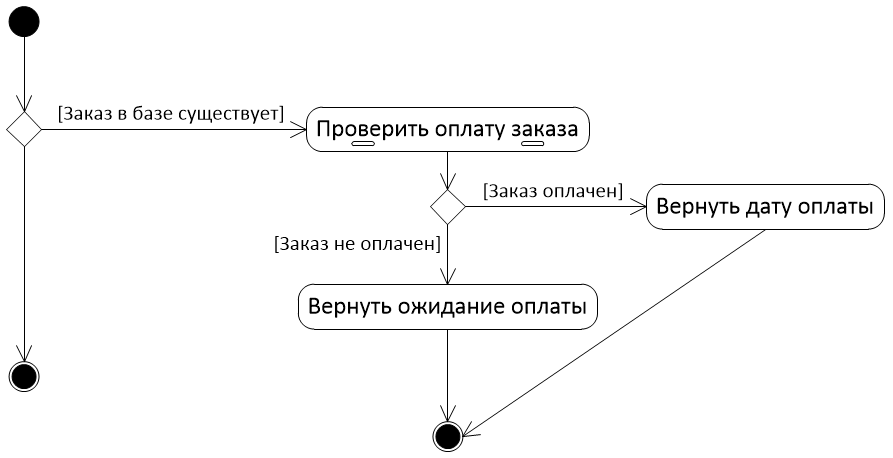 [Заказ в базе существует]
Проверить оплату заказа
[Заказ оплачен]
Вернуть дату оплаты
[Заказ не оплачен]
Вернуть ожидание оплаты